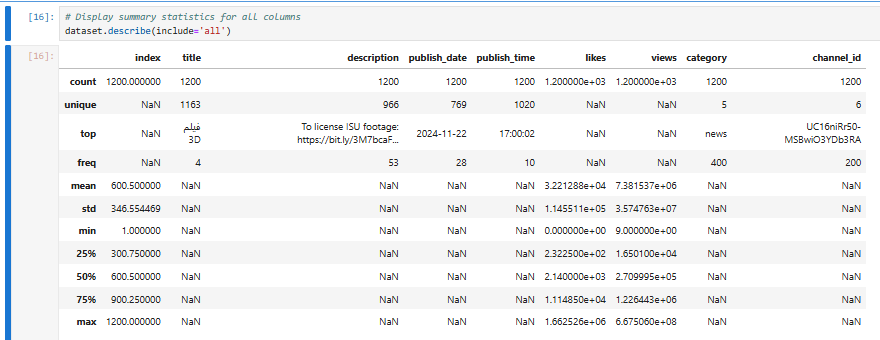 [16]: # Display summary statistics for all columns
dataset.describe(include='all')
[16]: index title description publish_date publish_time likes views category channel_id
count 1200.000000 1200 1200 1200 1200 1.200000e+03 1.200000e+03 1200 1200
unique NaN 1163 966 769 1020 NaN NaN 5 6
top NaN فيلم 3D To license ISU footage: https://bit.ly/3M7bcaF... 2024-11-22 17:00:02 NaN NaN news UC16niRr50-MSBwiO3YDb3RA
freq NaN 4 53 28 10 NaN NaN 400 200
mean 600.500000 NaN NaN NaN NaN 3.221288e+04 7.381537e+06 NaN NaN
std 346.554469 NaN NaN NaN NaN 1.145511e+05 3.574763e+07 NaN NaN
min 1.000000 NaN NaN NaN NaN 0.000000e+00 9.000000e+00 NaN NaN
25% 300.750000 NaN NaN NaN NaN 2.322500e+02 1.650100e+04 NaN NaN
50% 600.500000 NaN NaN NaN NaN 2.140000e+03 2.709995e+05 NaN NaN
75% 900.250000 NaN NaN NaN NaN 1.114850e+04 1.226443e+06 NaN NaN
max 1200.000000 NaN NaN NaN NaN 1.662526e+06 6.675060e+08 NaN NaN